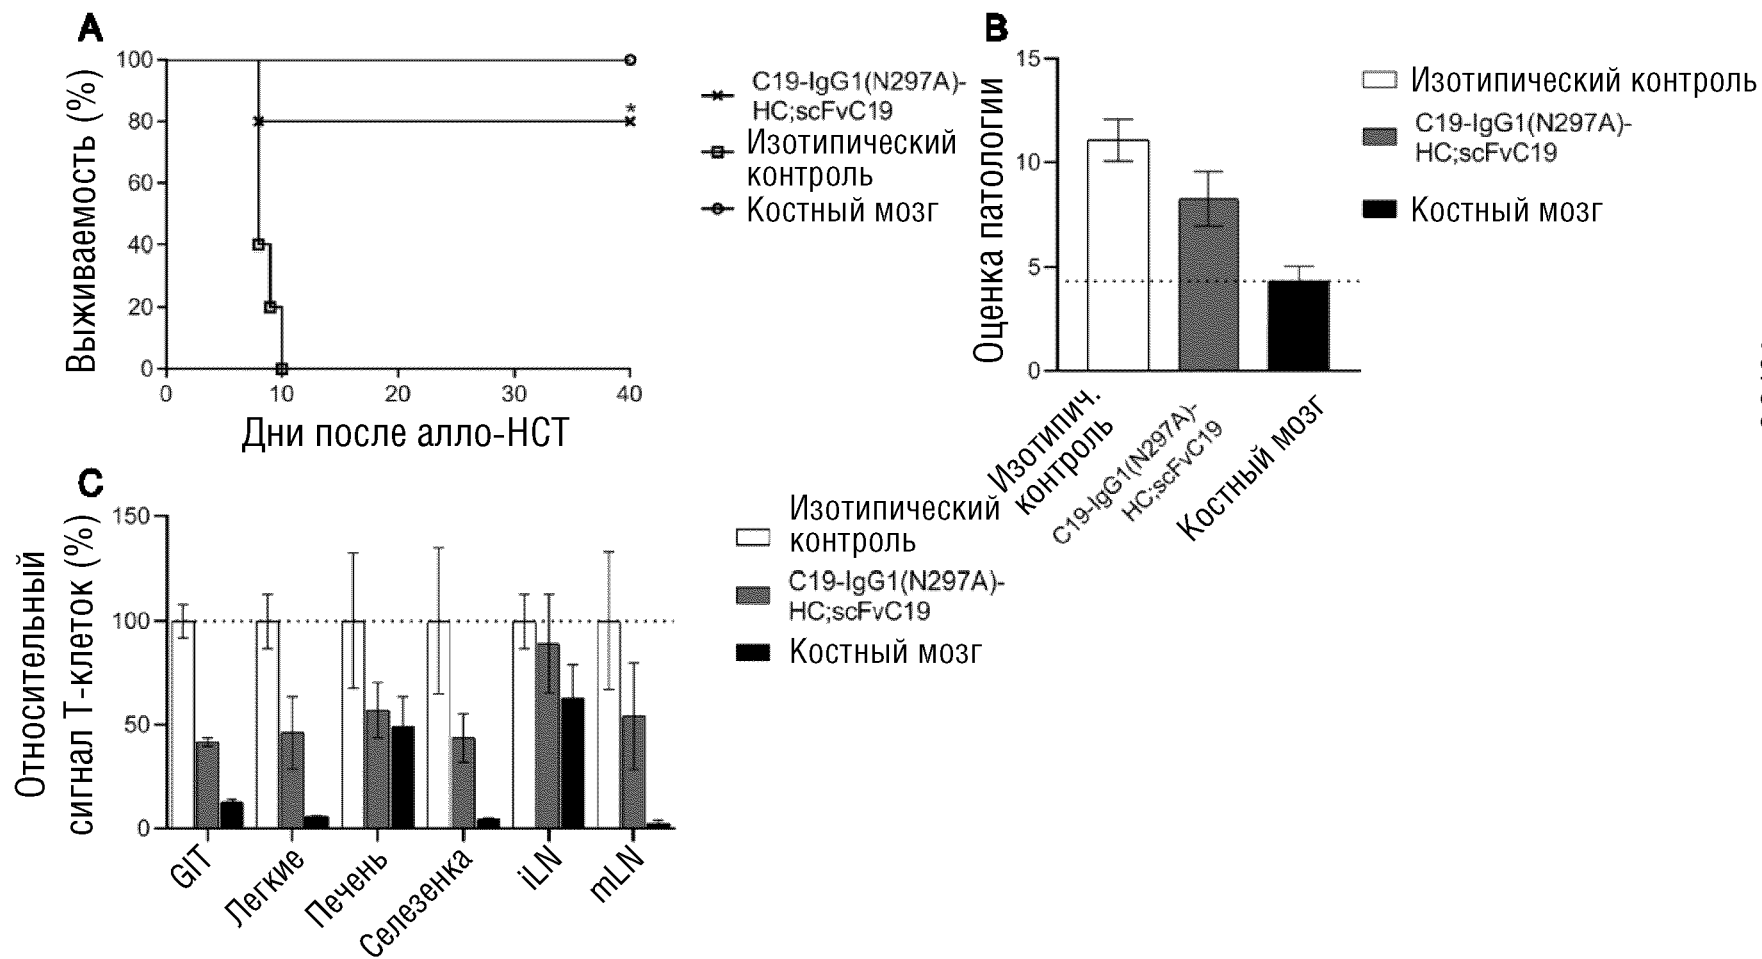 A
Выживаемость (%)
100
80
60
40
20
0
0
10
20
30
40
Дни после алло-НСТ
*
C19-IgG1(N297A)-
HC;scFvC19
Изотипический
контроль
Костный мозг
B
Оценка патологии
15
10
5
0
Изотипич.
контроль
C19-IgG1(N297A)-
HC;scFvC19
Костный мозг
Изотипический контроль
C19-IgG1(N297A)-
HC;scFvC19
Костный мозг
C
Относительный
сигнал Т-клеток (%)
150
100
50
0
GIT
Легкие
Печень
Селезенка
iLN
mLN
Изотипический
контроль
C19-IgG1(N297A)-
HC;scFvC19
Костный мозг